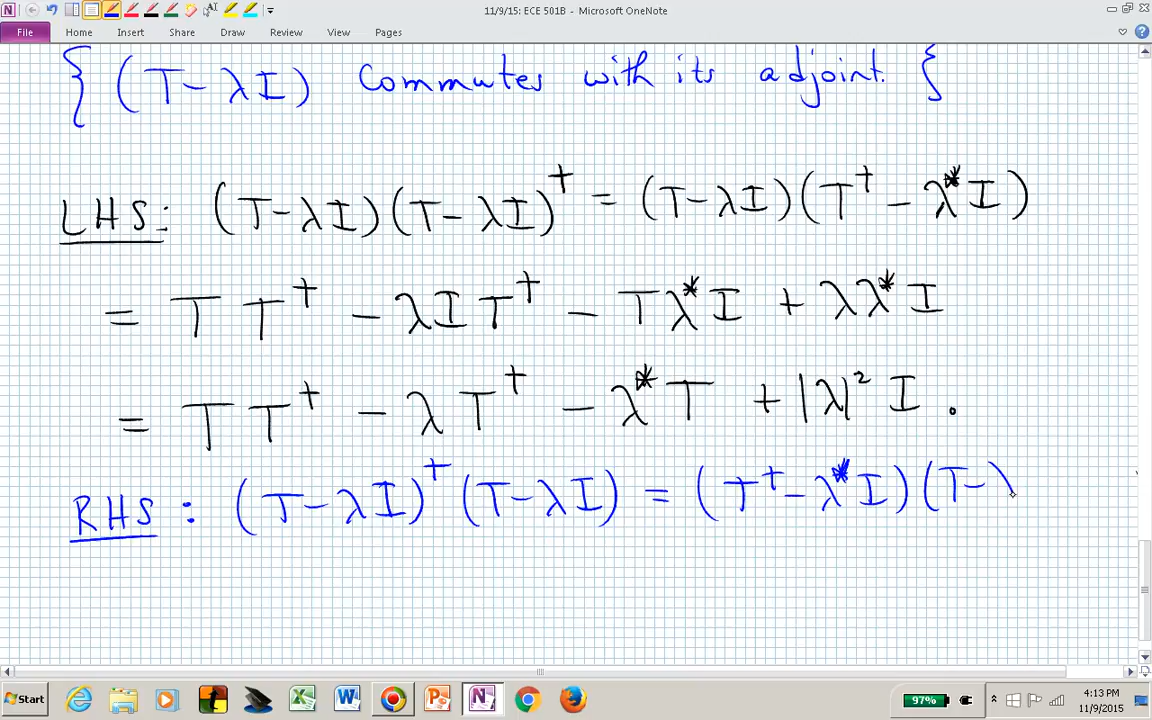 11/9/15: ECE 501B - Microsoft OneNote
File Home Insert Share Draw Review View Pages
{ (T - λI) commutes with its adjoint. }
LHS: (T-λI)(T-λI)† = (T-λI)(T† - λ*I)
= T T† - λIT† - Tλ*I + λλ*I
= T T† - λT† - λ*T + |λ|² I .
RHS: (T-λI)†(T-λI) = (T† - λ*I)(T-
Start 97% 4:13 PM
11/9/2015